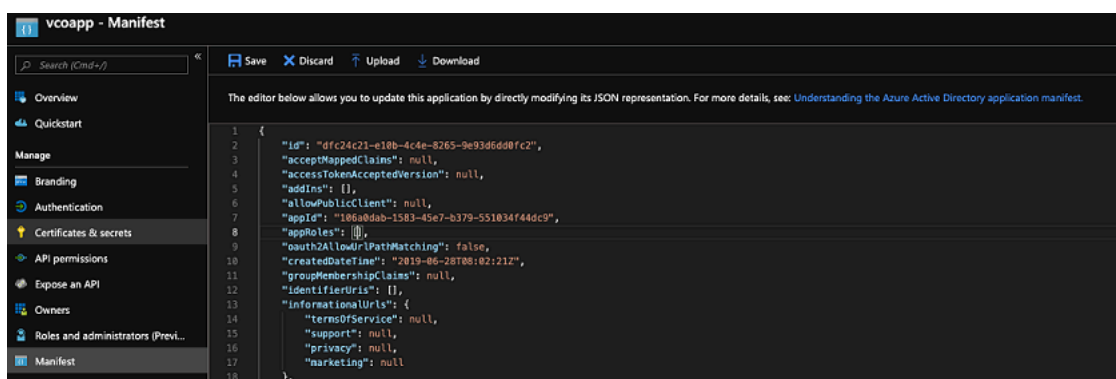 vcoapp - Manifest
Search (Cmd+/)
«
Save Discard Upload Download
Overview
Quickstart
Manage
Branding
Authentication
Certificates & secrets
API permissions
Expose an API
Owners
Roles and administrators (Previ...
Manifest
The editor below allows you to update this application by directly modifying its JSON representation. For more details, see: Understanding the Azure Active Directory application manifest.
1 {
2 "id": "dfc24c21-e10b-4c4e-8265-9e93d6dd0fc2",
3 "acceptMappedClaims": null,
4 "accessTokenAcceptedVersion": null,
5 "addIns": [],
6 "allowPublicClient": null,
7 "appId": "106a0dab-1583-45e7-b379-551034f44dc9",
8 "appRoles": [],
9 "oauth2AllowUrlPathMatching": false,
10 "createdDateTime": "2019-06-28T08:02:21Z",
11 "groupMembershipClaims": null,
12 "identifierUris": [],
13 "informationalUrls": {
14 "termsOfService": null,
15 "support": null,
16 "privacy": null,
17 "marketing": null
18 },